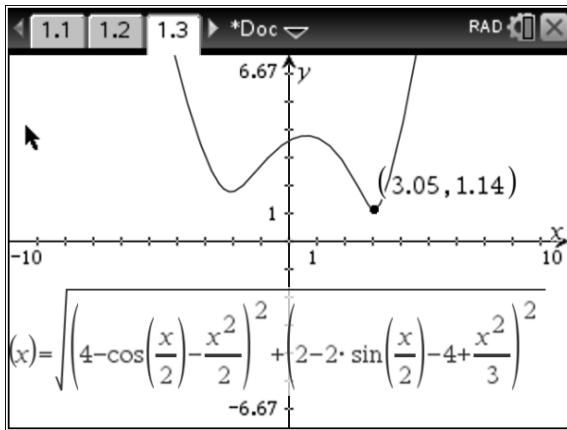 1.1 1.2 1.3 *Doc RAD
6.67 y
(3.05, 1.14)
1
x
-10 1 10
(x)=√((4-cos(x/2)-x²/2)²+(2-2·sin(x/2)-4+x²/3)²)
-6.67